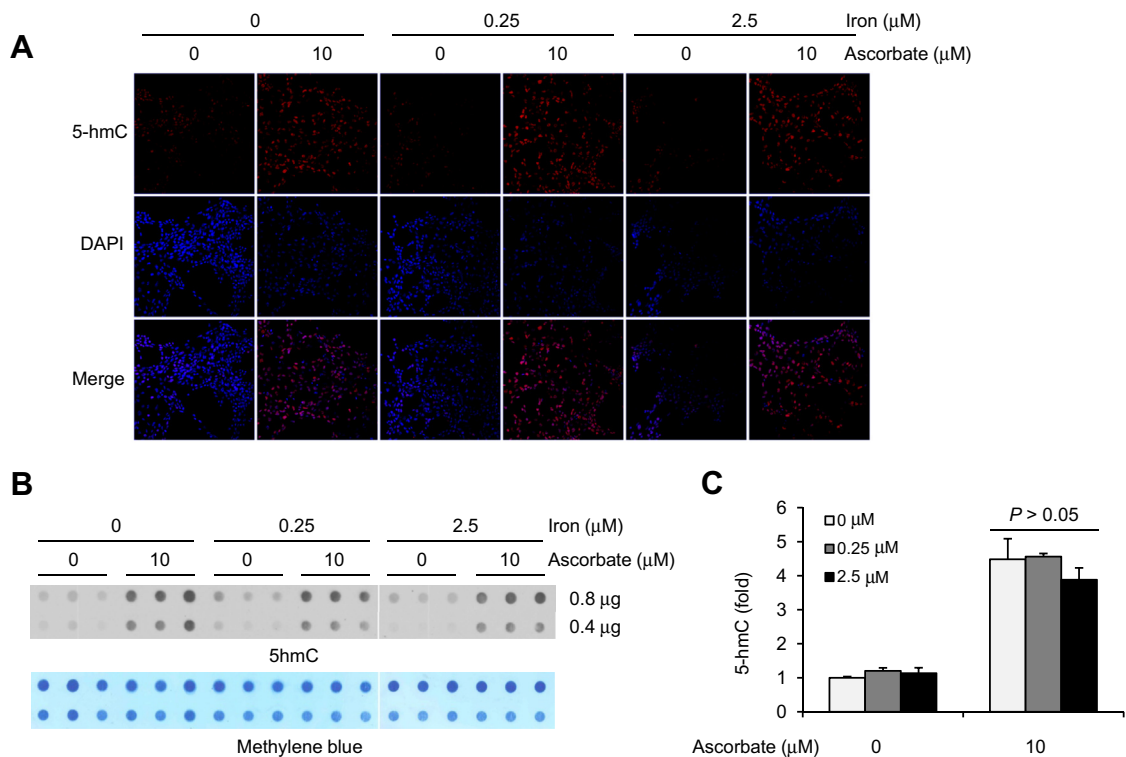 0 0.25 2.5 Iron (μM)
A
0 10 0 10 0 10 Ascorbate (μM)
5-hmC
DAPI
Merge
B
0 0.25 2.5 Iron (μM)
0 10 0 10 0 10 Ascorbate (μM)
0.8 μg
0.4 μg
5hmC
Methylene blue
C
6
5
4
3
2
1
0
5-hmC (fold)
0 μM
0.25 μM
2.5 μM
P > 0.05
Ascorbate (μM) 0 10